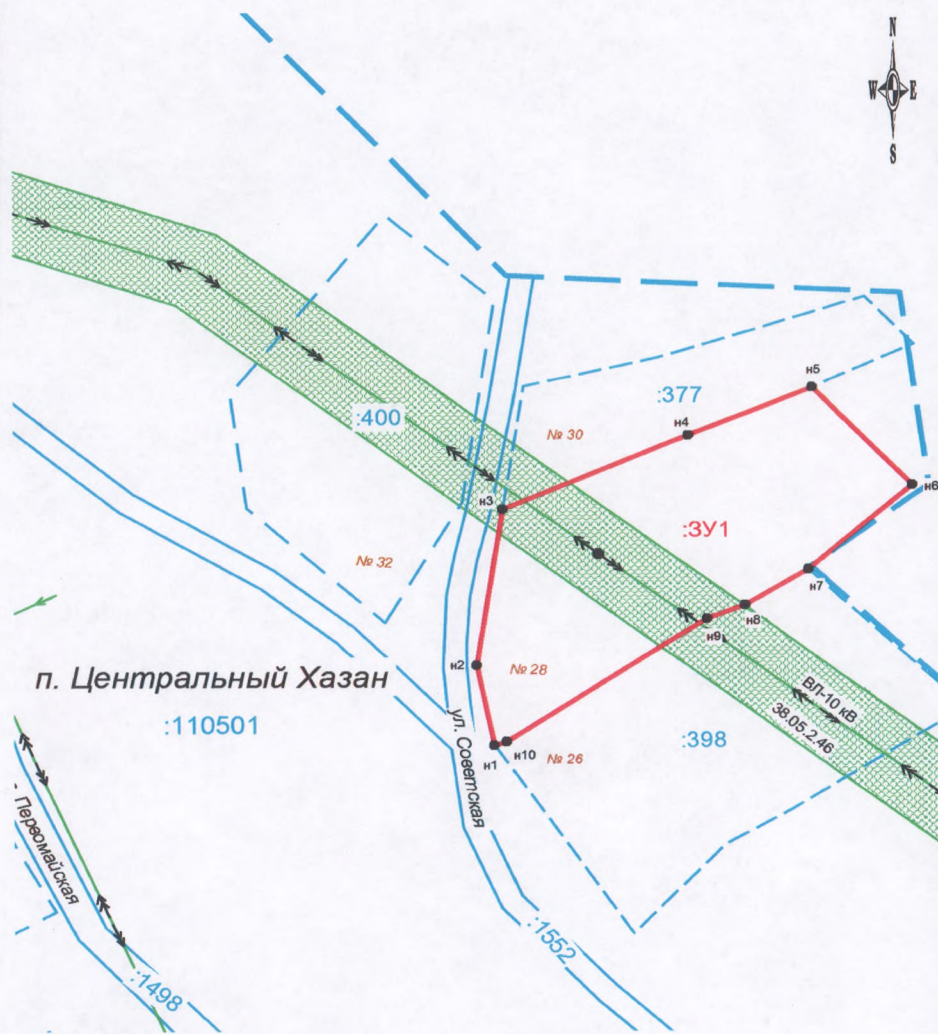 N
W E
S
н5
:377
:400
н4
№ 30
н6
н3
:ЗУ1
№ 32
н7
н8
н9
н2
№ 28
п. Центральный Хазан
ВЛ-10 кВ
38.05.2.46
:110501
ул. Советская
:398
н1
н10
№ 26
Первомайская
:1552
:1498